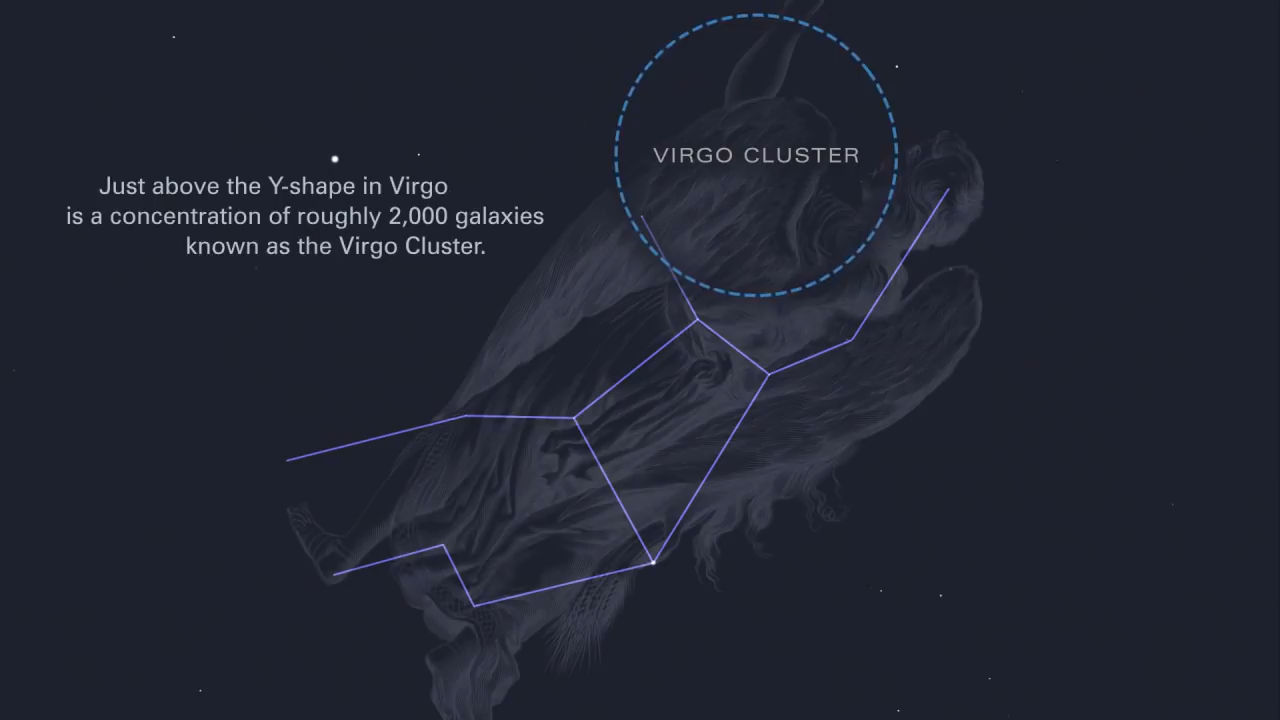 VIRGO CLUSTER
Just above the Y-shape in Virgo
is a concentration of roughly 2,000 galaxies
known as the Virgo Cluster.